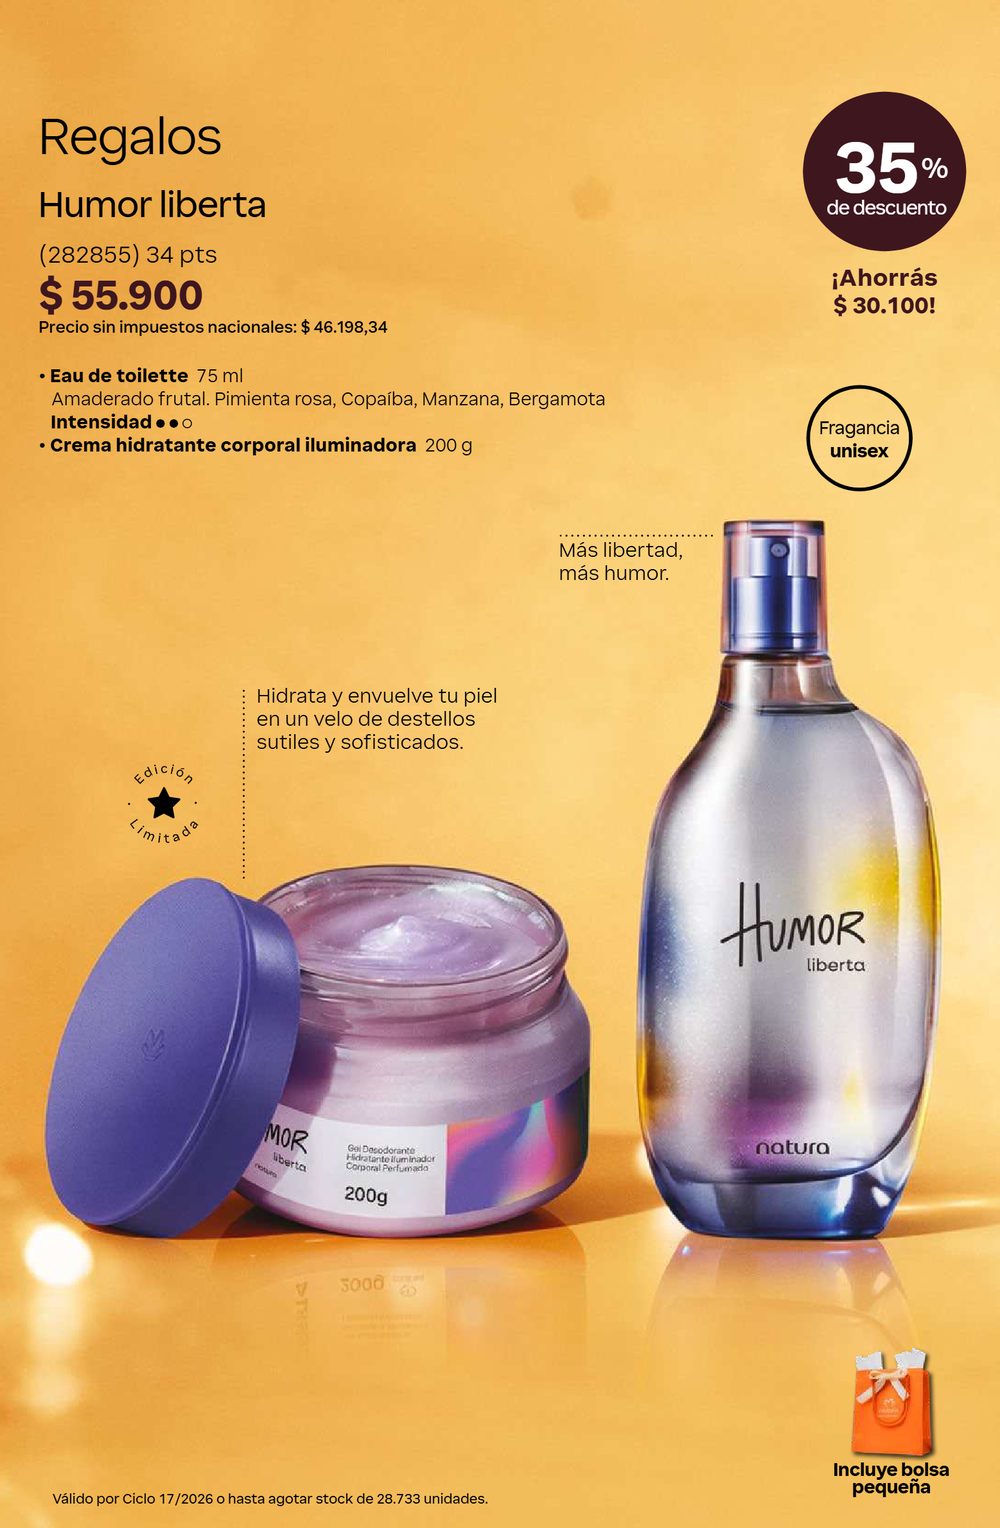 Regalos
Humor liberta
(282855) 34 pts
$ 55.900
Precio sin impuestos nacionales: $ 46.198,34
• Eau de toilette 75 ml
Amaderado frutal. Pimienta rosa, Copaíba, Manzana, Bergamota
Intensidad ●●○
• Crema hidratante corporal iluminadora 200 g
35%
de descuento
¡Ahorrás
$ 30.100!
Fragancia
unisex
Más libertad,
más humor.
Hidrata y envuelve tu piel
en un velo de destellos
sutiles y sofisticados.
Edición
Limitada
HUMOR
liberta
natura
MOR
liberta
natura
Gel Desodorante
Hidratante Iluminador
Corporal Perfumado
200g
Incluye bolsa
pequeña
Válido por Ciclo 17/2026 o hasta agotar stock de 28.733 unidades.